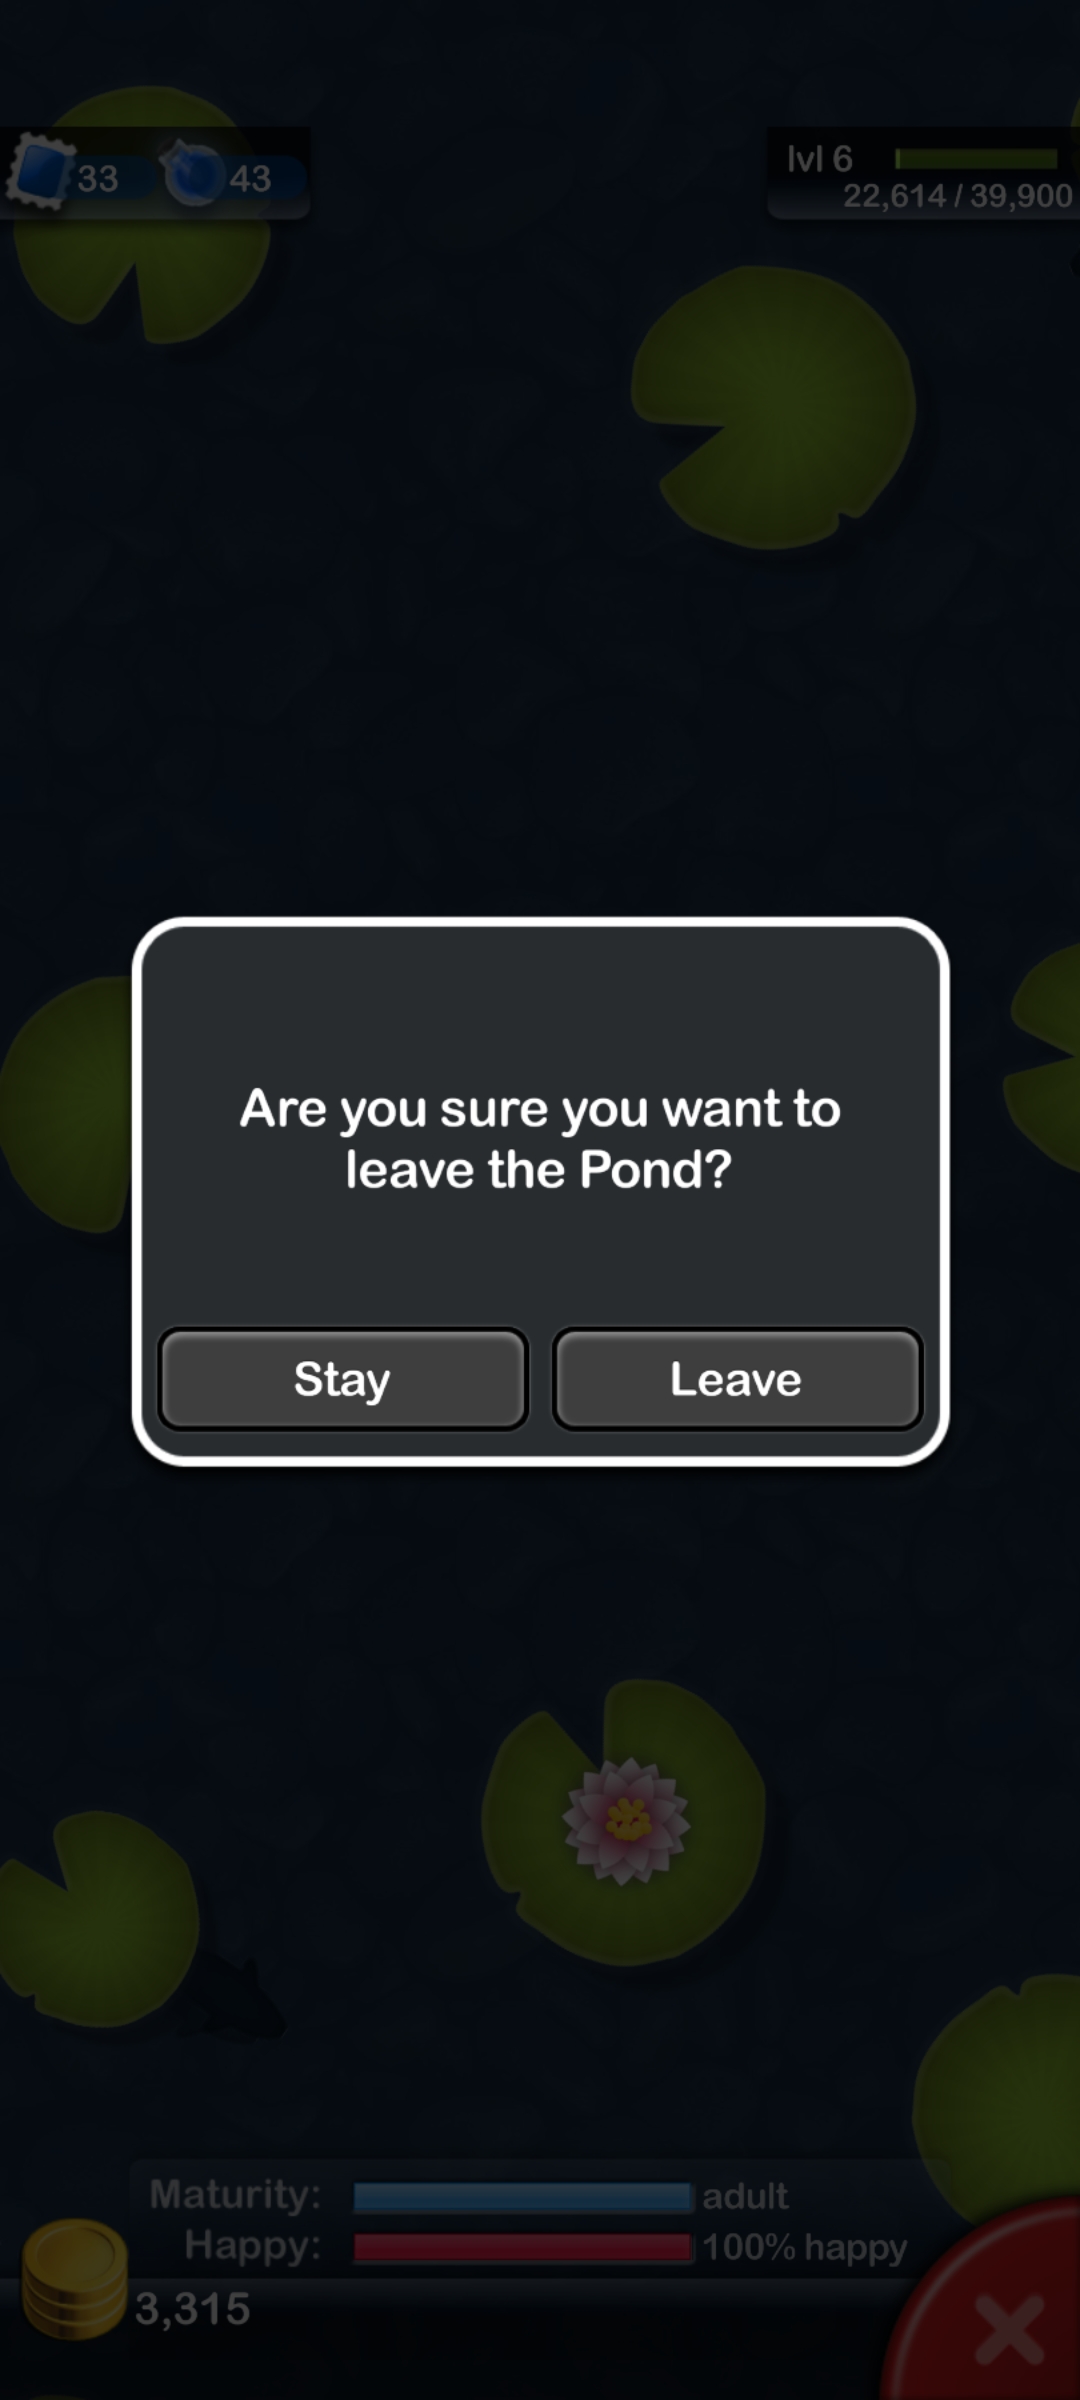 33 43 lvl 6
22,614 / 39,900
Are you sure you want to
leave the Pond?
Stay Leave
Maturity: adult
Happy: 100% happy
3,315